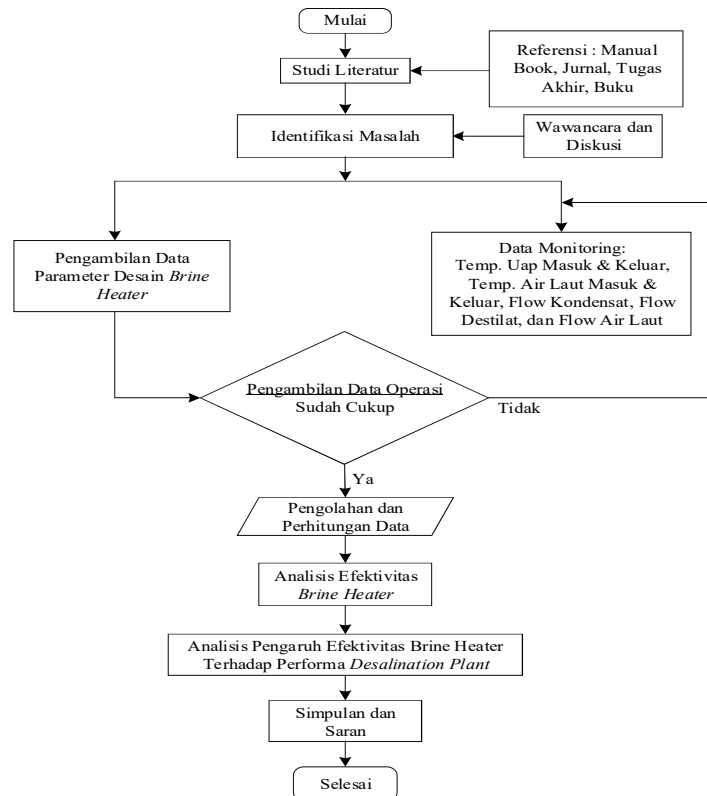 Mulai
Studi Literatur
Referensi : Manual
Book, Jurnal, Tugas
Akhir, Buku
Identifikasi Masalah
Wawancara dan
Diskusi
Pengambilan Data
Parameter Desain Brine
Heater
Data Monitoring:
Temp. Uap Masuk & Keluar,
Temp. Air Laut Masuk &
Keluar, Flow Kondensat, Flow
Destilat, dan Flow Air Laut
Pengambilan Data Operasi
Sudah Cukup
Tidak
Ya
Pengolahan dan
Perhitungan Data
Analisis Efektivitas
Brine Heater
Analisis Pengaruh Efektivitas Brine Heater
Terhadap Performa Desalination Plant
Simpulan dan
Saran
Selesai